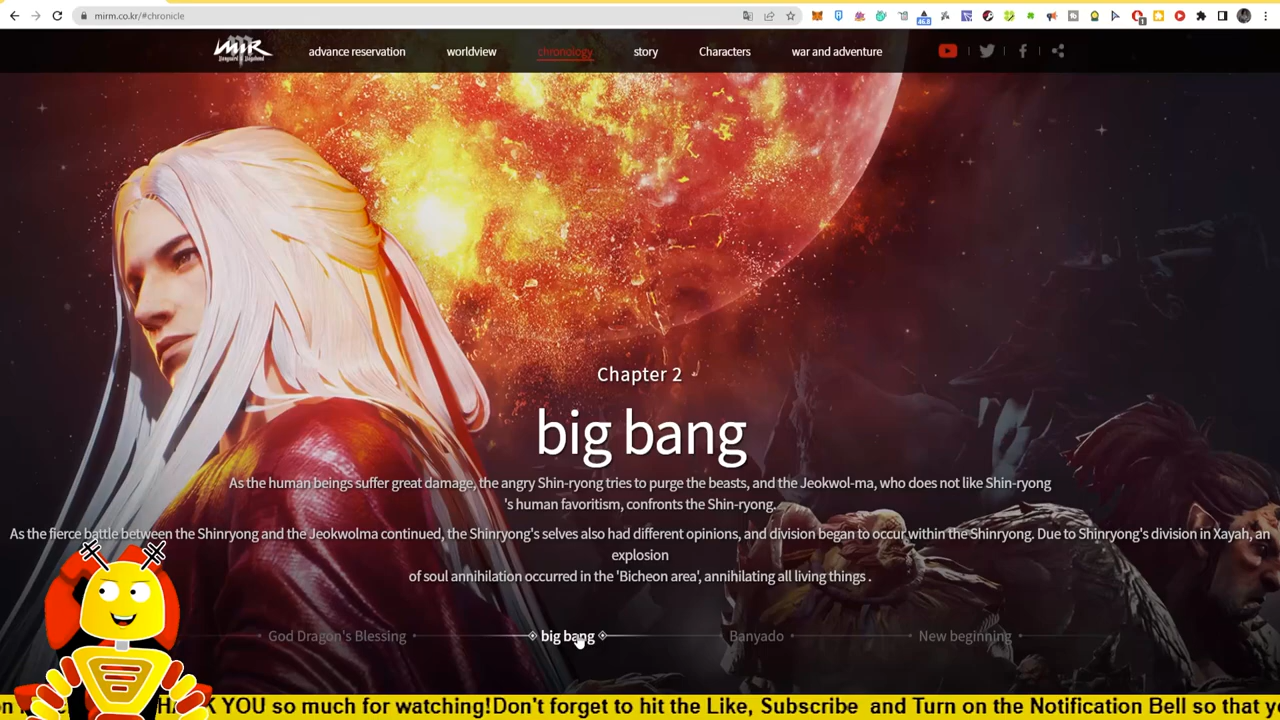 mirm.co.kr/#chronicle
46.8
1
MIR
advance reservation
worldview
chronology
story
Characters
war and adventure
Chapter 2
big bang
As the human beings suffer great damage, the angry Shin-ryong tries to purge the beasts, and the Jeokwol-ma, who does not like Shin-ryong
's human favoritism, confronts the Shin-ryong.
As the fierce battle between the Shinryong and the Jeokwolma continued, the Shinryong's selves also had different opinions, and division began to occur within the Shinryong. Due to Shinryong's division in Xayah, an
explosion
of soul annihilation occurred in the 'Bicheon area', annihilating all living things .
God Dragon's Blessing
big bang
Banyado
New beginning
YOU so much for watching!Don't forget to hit the Like, Subscribe and Turn on the Notification Bell so that